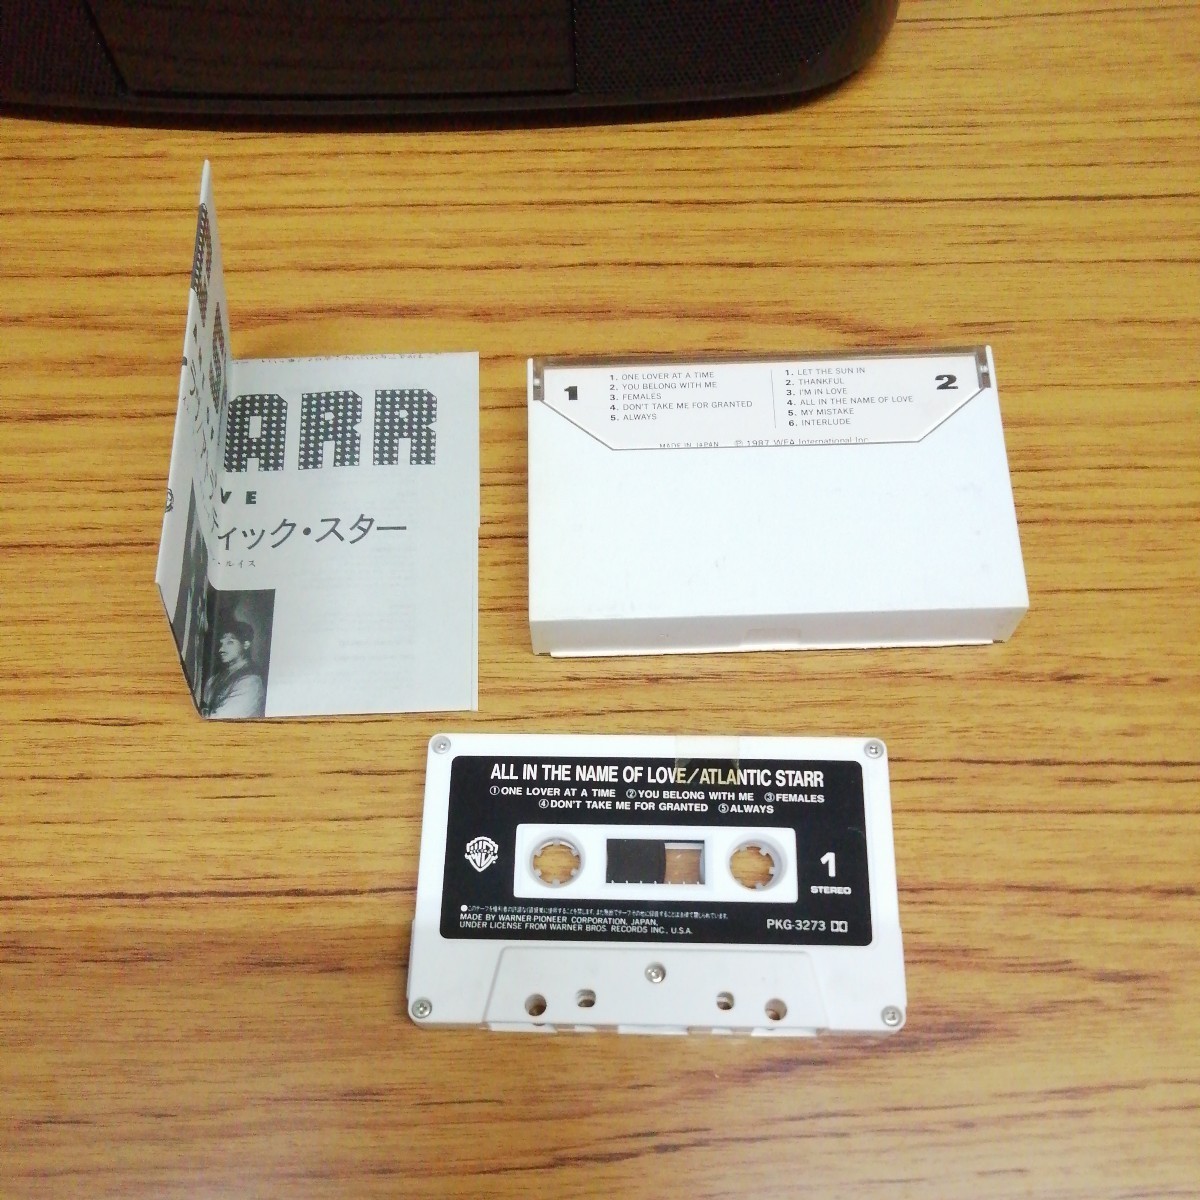 ARR
VE
ィック・スター
・ルイス
1
1. ONE LOVER AT A TIME
2. YOU BELONG WITH ME
3. FEMALES
4. DON'T TAKE ME FOR GRANTED
5. ALWAYS
1. LET THE SUN IN
2. THANKFUL
3. I'M IN LOVE
4. ALL IN THE NAME OF LOVE
5. MY MISTAKE
6. INTERLUDE
2
MADE IN JAPAN ℗ 1987 WEA International Inc.
ALL IN THE NAME OF LOVE/ATLANTIC STARR
①ONE LOVER AT A TIME ②YOU BELONG WITH ME ③FEMALES
④DON'T TAKE ME FOR GRANTED ⑤ALWAYS
1
STEREO
MADE BY WARNER-PIONEER CORPORATION, JAPAN.
UNDER LICENSE FROM WARNER BROS. RECORDS INC., U.S.A.
PKG-3273